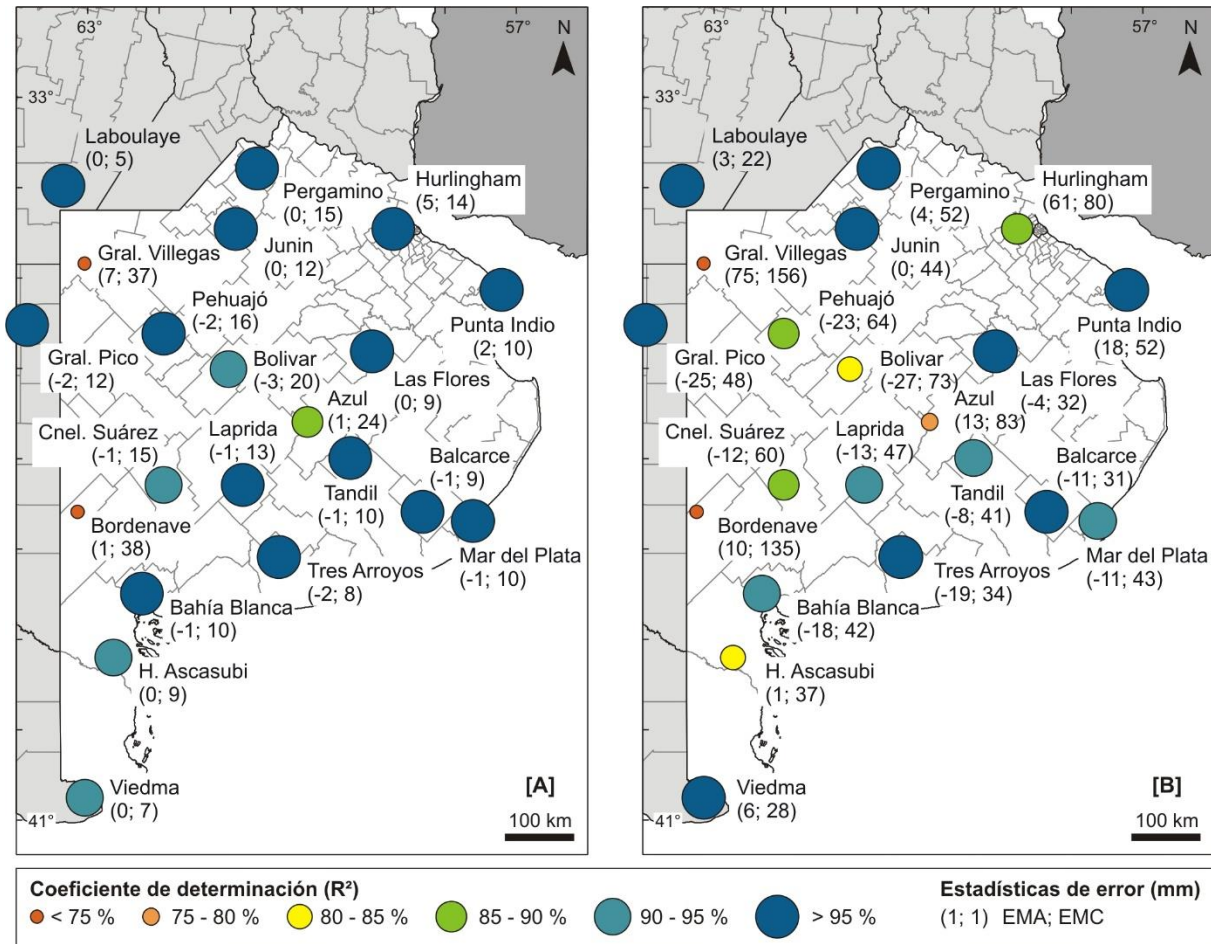 63°
57°
N
33°
Laboulaye
(0; 5)
Pergamino
(0; 15)
Hurlingham
(5; 14)
Junin
(0; 12)
Gral. Villegas
(7; 37)
Pehuajó
(-2; 16)
Punta Indio
(2; 10)
Gral. Pico
(-2; 12)
Bolivar
(-3; 20)
Las Flores
(0; 9)
Azul
(1; 24)
Cnel. Suárez
(-1; 15)
Laprida
(-1; 13)
Balcarce
(-1; 9)
Tandil
(-1; 10)
Bordenave
(1; 38)
Mar del Plata
(-1; 10)
Tres Arroyos
(-2; 8)
Bahía Blanca
(-1; 10)
H. Ascasubi
(0; 9)
Viedma
(0; 7)
[A]
41°
100 km
63°
57°
N
33°
Laboulaye
(3; 22)
Pergamino
(4; 52)
Hurlingham
(61; 80)
Junin
(0; 44)
Gral. Villegas
(75; 156)
Pehuajó
(-23; 64)
Punta Indio
(18; 52)
Gral. Pico
(-25; 48)
Bolivar
(-27; 73)
Las Flores
(-4; 32)
Azul
(13; 83)
Cnel. Suárez
(-12; 60)
Laprida
(-13; 47)
Balcarce
(-11; 31)
Tandil
(-8; 41)
Bordenave
(10; 135)
Mar del Plata
(-11; 43)
Tres Arroyos
(-19; 34)
Bahía Blanca
(-18; 42)
H. Ascasubi
(1; 37)
Viedma
(6; 28)
[B]
41°
100 km
Coeficiente de determinación (R²)
< 75 % 75 - 80 % 80 - 85 % 85 - 90 % 90 - 95 % > 95 %
Estadísticas de error (mm)
(1; 1) EMA; EMC